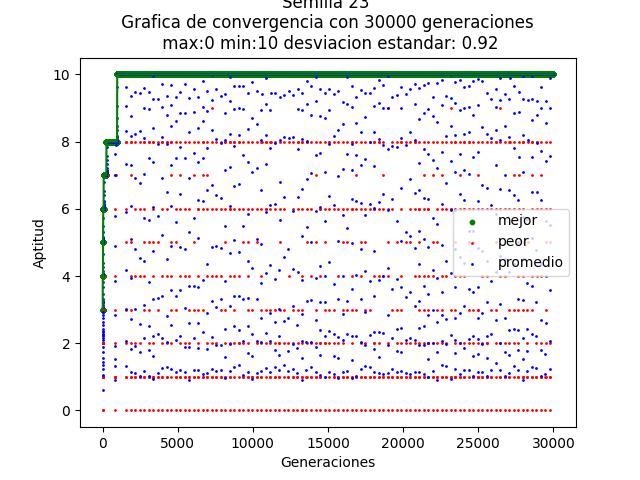 Semilla 23
Grafica de convergencia con 30000 generaciones
max:0 min:10 desviacion estandar: 0.92
10
8
6
4
2
0
Aptitud
mejor
peor
promedio
0 5000 10000 15000 20000 25000 30000
Generaciones